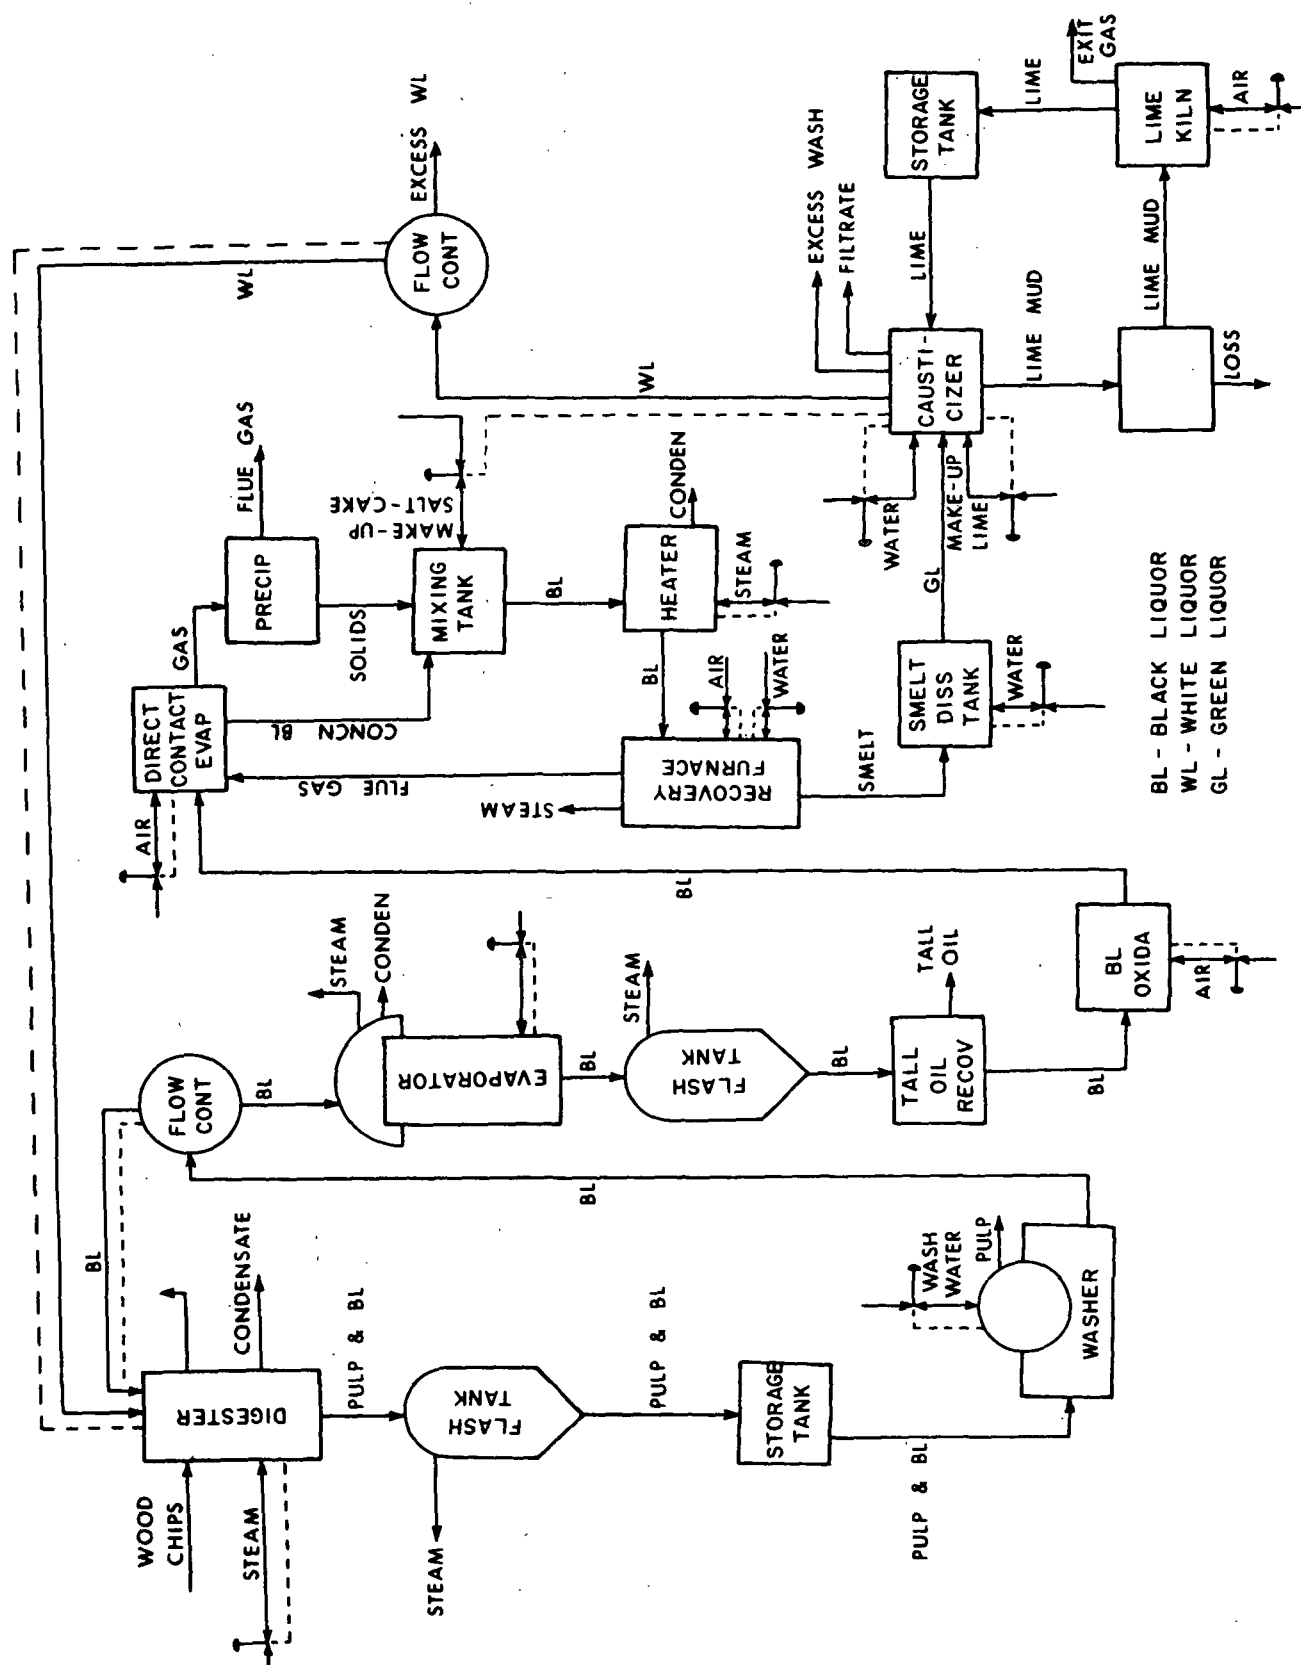 WOOD
CHIPS
STEAM
DIGESTER
CONDENSATE
BL
PULP & BL
FLASH
TANK
STEAM
PULP & BL
STORAGE
TANK
PULP & BL
WASHER
WASH
WATER
PULP
BL
FLOW
CONT
BL
EVAPORATOR
STEAM
CONDEN
BL
FLASH
TANK
STEAM
BL
TALL
OIL
RECOV
TALL
OIL
BL
BL
OXIDA
AIR
BL
AIR
DIRECT
CONTACT
EVAP
GAS
PRECIP
FLUE GAS
SOLIDS
CONCN BL
FLUE GAS
MIXING
TANK
MAKE-UP
SALT-CAKE
BL
HEATER
CONDEN
STEAM
BL
RECOVERY
FURNACE
STEAM
AIR
WATER
SMELT
SMELT
DISS
TANK
WATER
GL
WATER
MAKE-UP
LIME
CAUSTI-
CIZER
WL
FLOW
CONT
EXCESS WL
WL
EXCESS WASH
FILTRATE
LIME
STORAGE
TANK
LIME
LIME MUD
LOSS
LIME MUD
LIME
KILN
AIR
EXIT
GAS
BL - BLACK LIQUOR
WL - WHITE LIQUOR
GL - GREEN LIQUOR